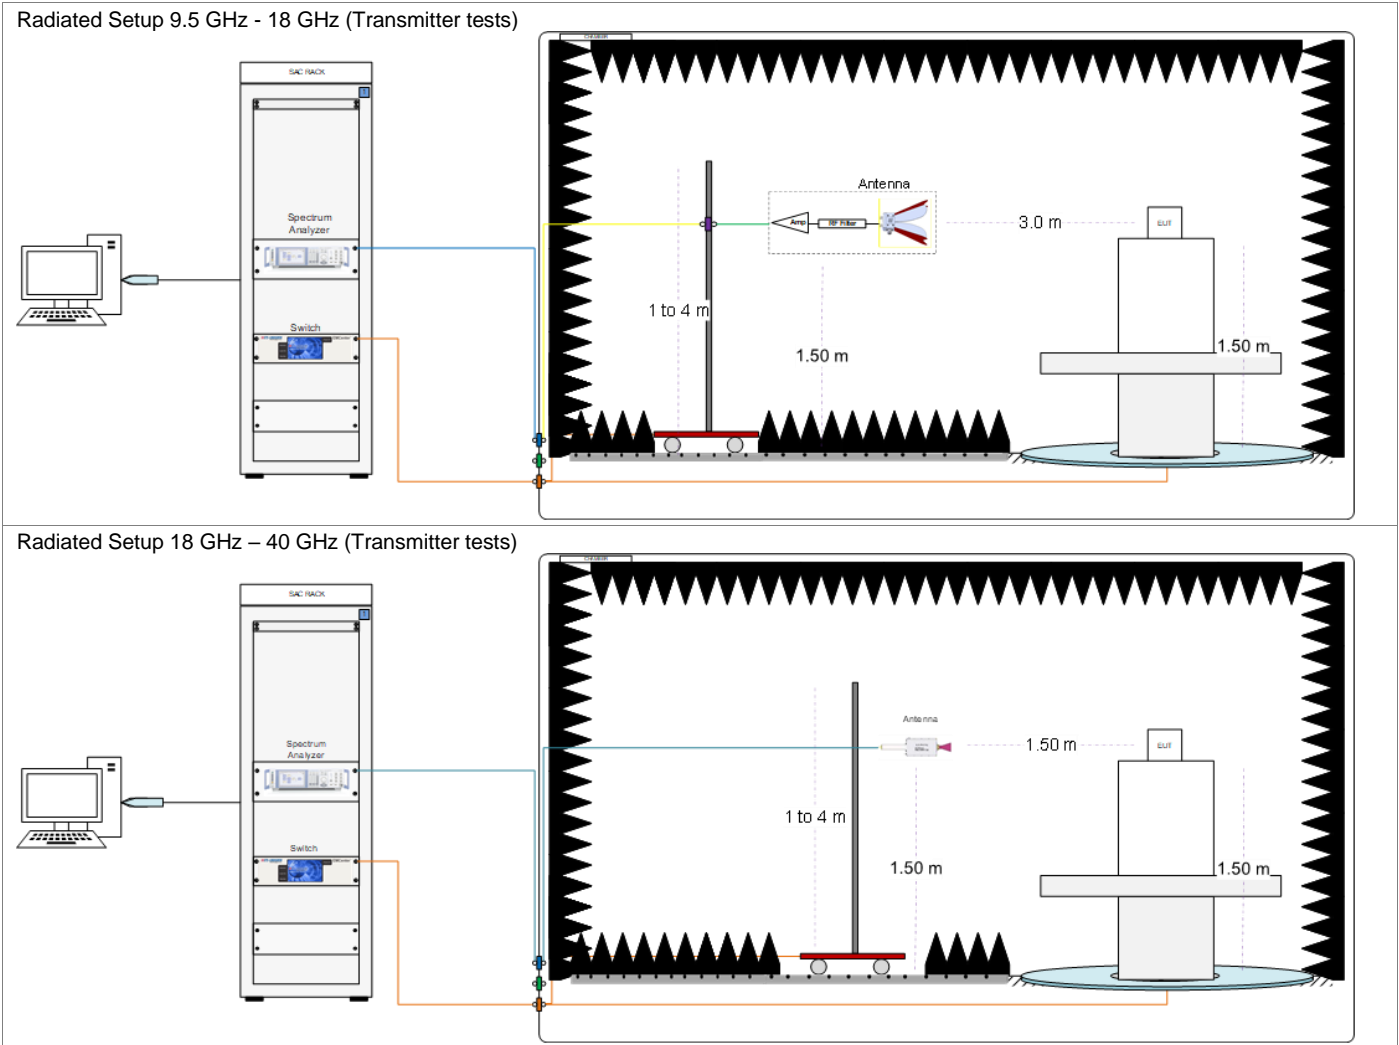 Radiated Setup 9.5 GHz - 18 GHz (Transmitter tests)
CHAMBER
SAC RACK
Antenna
Spectrum
Analyzer
Amp
RF Filter
3.0 m
EUT
1 to 4 m
Switch
1.50 m
1.50 m
Radiated Setup 18 GHz – 40 GHz (Transmitter tests)
CHAMBER
SAC RACK
Antenna
Spectrum
Analyzer
1.50 m
EUT
1 to 4 m
Switch
1.50 m
1.50 m